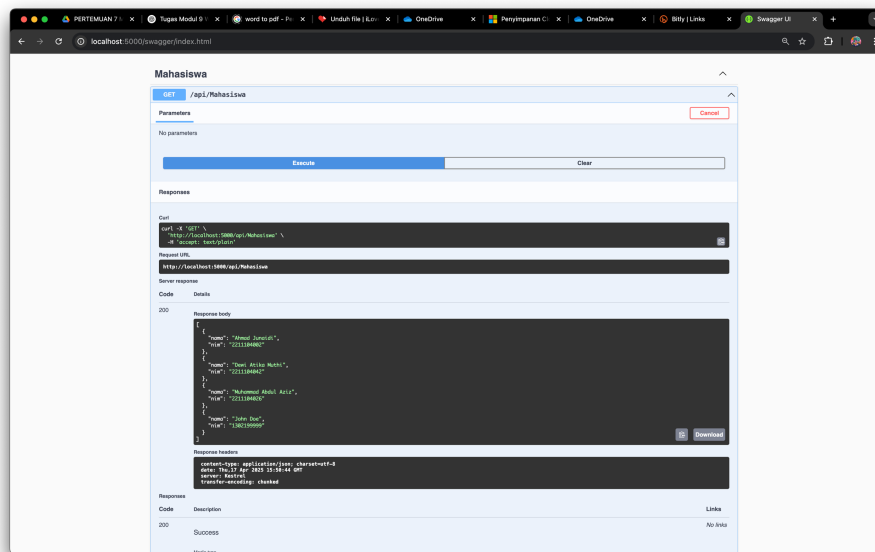 PERTEMUAN 7 M
Tugas Modul 9
word to pdf - Pe
Unduh file | iLov
OneDrive
Penyimpanan Cl
OneDrive
Bitly | Links
Swagger UI
localhost:5000/swagger/index.html
Mahasiswa
GET /api/Mahasiswa
Parameters
Cancel
No parameters
Execute
Clear
Responses
Curl
curl -X 'GET' \
'http://localhost:5000/api/Mahasiswa' \
-H 'accept: text/plain'
Request URL
http://localhost:5000/api/Mahasiswa
Server response
Code Details
200
Response body
[
{
"nama": "Ahmad Junaidi",
"nim": "2211104002"
},
{
"nama": "Dewi Atika Muthi",
"nim": "2211104042"
},
{
"nama": "Muhammad Abdul Aziz",
"nim": "2211104026"
},
{
"nama": "John Doe",
"nim": "1302199999"
}
]
Download
Response headers
content-type: application/json; charset=utf-8
date: Thu,17 Apr 2025 15:50:44 GMT
server: Kestrel
transfer-encoding: chunked
Responses
Code Description Links
200
Success
No links